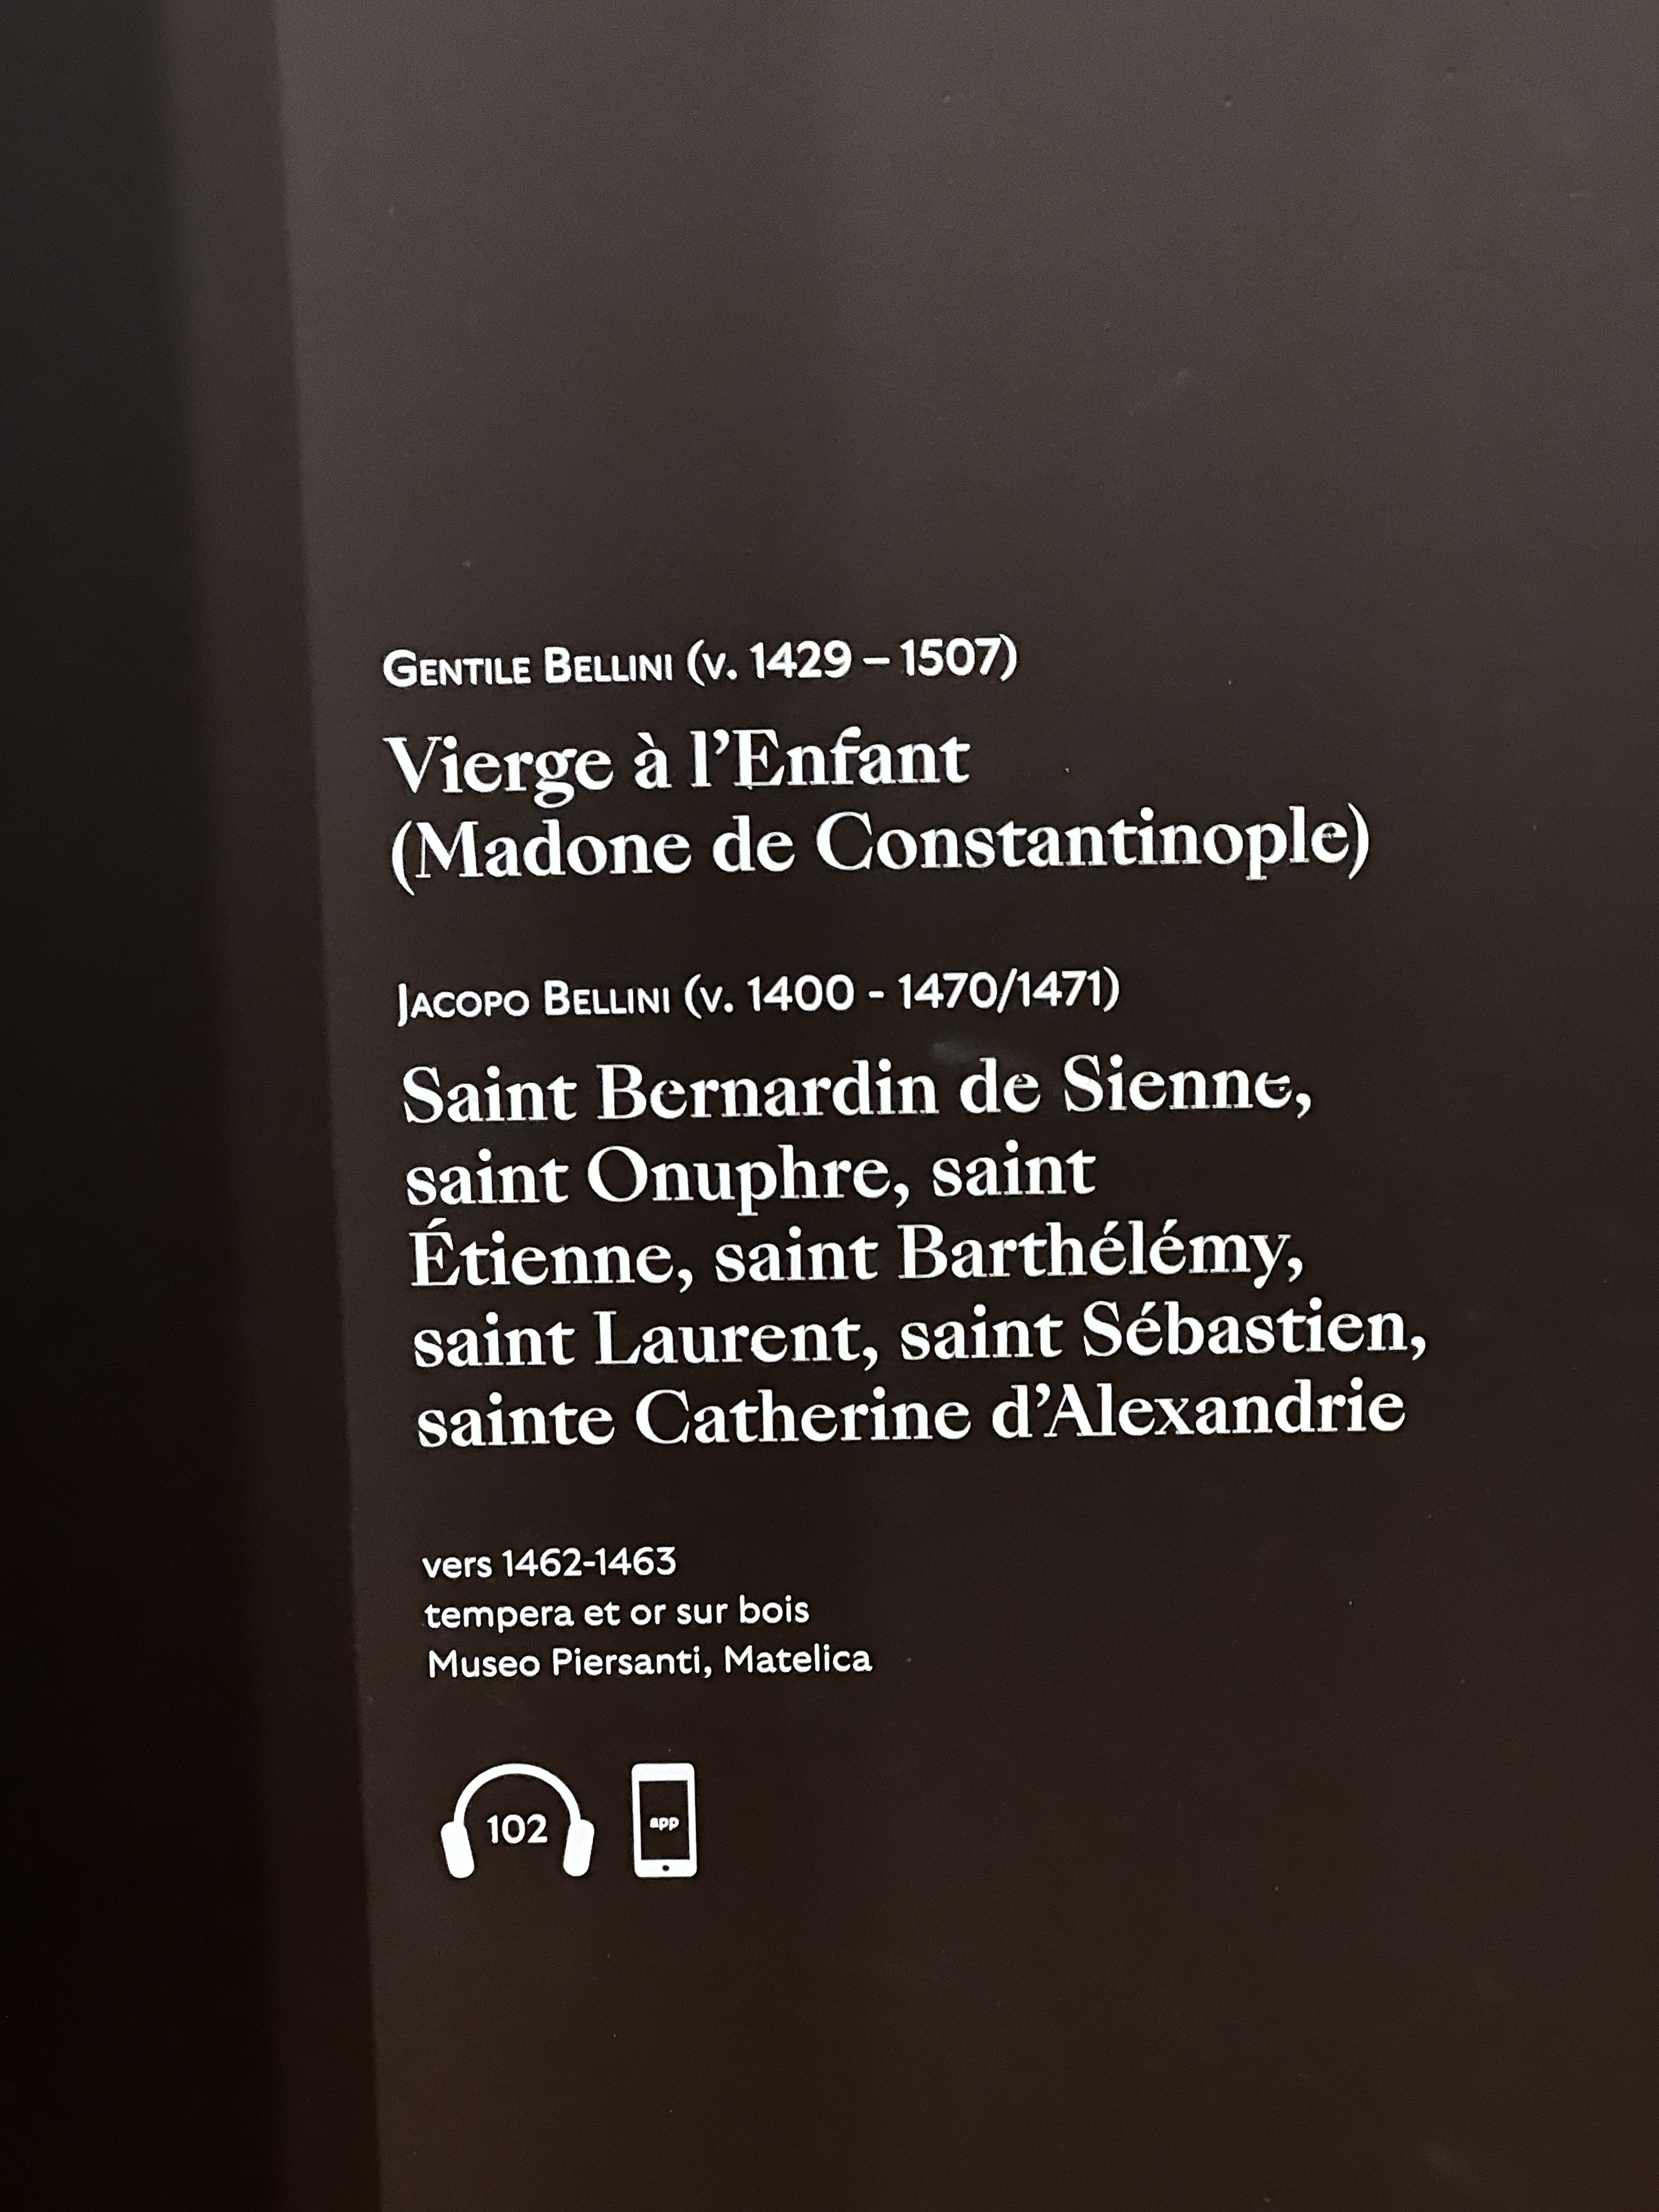 GENTILE BELLINI (V. 1429 – 1507)
Vierge à l’Enfant
(Madone de Constantinople)
JACOPO BELLINI (V. 1400 - 1470/1471)
Saint Bernardin de Sienne,
saint Onuphre, saint
Étienne, saint Barthélémy,
saint Laurent, saint Sébastien,
sainte Catherine d’Alexandrie
vers 1462-1463
tempera et or sur bois
Museo Piersanti, Matelica
102 app